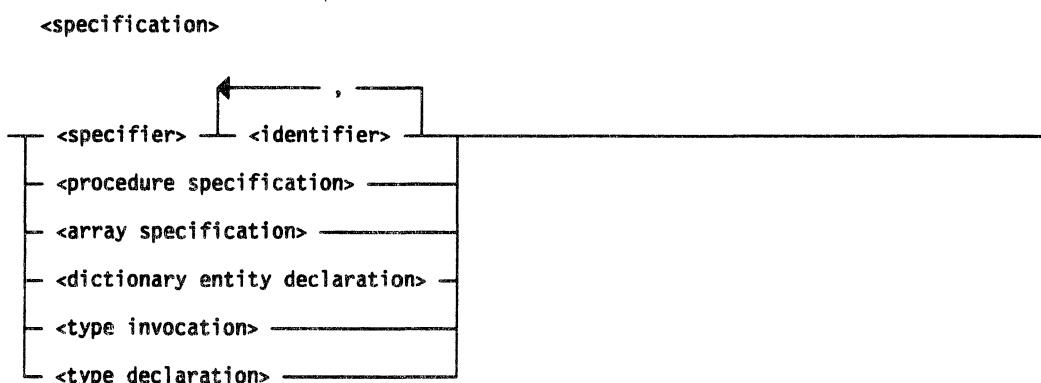 <specification>
,
<specifier> <identifier>
<procedure specification>
<array specification>
<dictionary entity declaration>
<type invocation>
<type declaration>